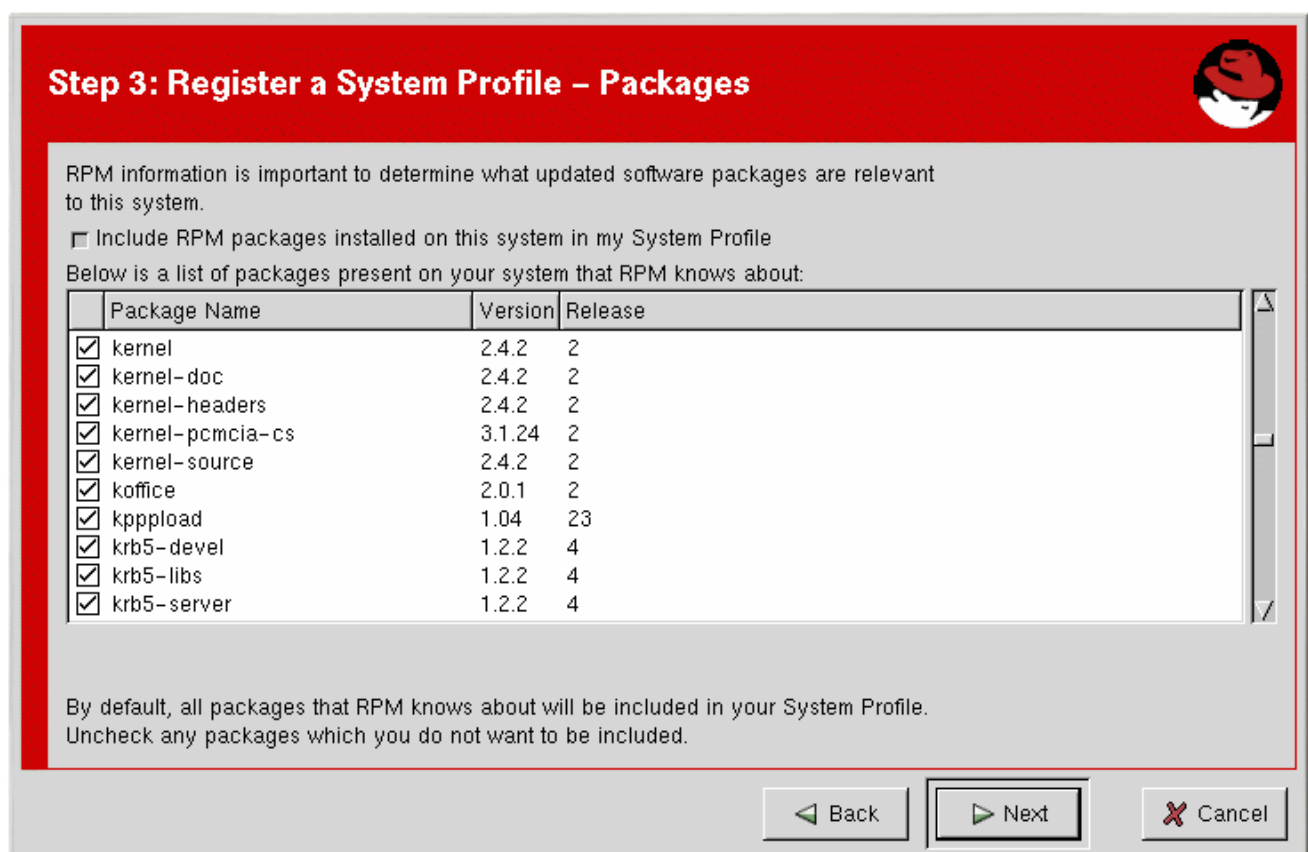 Step 3: Register a System Profile – Packages
RPM information is important to determine what updated software packages are relevant
to this system.
Include RPM packages installed on this system in my System Profile
Below is a list of packages present on your system that RPM knows about:
Package Name Version Release
kernel 2.4.2 2
kernel-doc 2.4.2 2
kernel-headers 2.4.2 2
kernel-pcmcia-cs 3.1.24 2
kernel-source 2.4.2 2
koffice 2.0.1 2
kpppload 1.04 23
krb5-devel 1.2.2 4
krb5-libs 1.2.2 4
krb5-server 1.2.2 4
By default, all packages that RPM knows about will be included in your System Profile.
Uncheck any packages which you do not want to be included.
Back Next Cancel